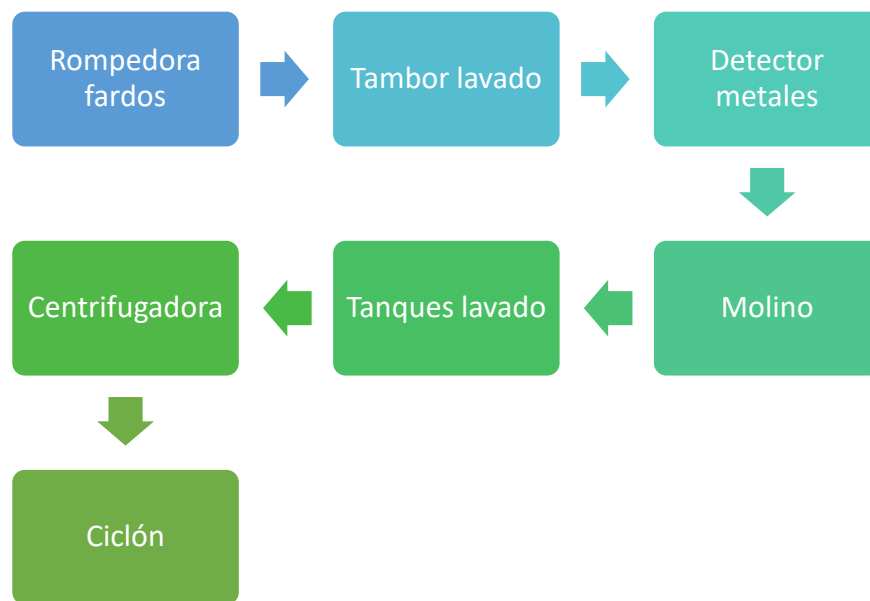 Rompedora
fardos
Tambor lavado
Detector
metales
Molino
Tanques lavado
Centrifugadora
Ciclón